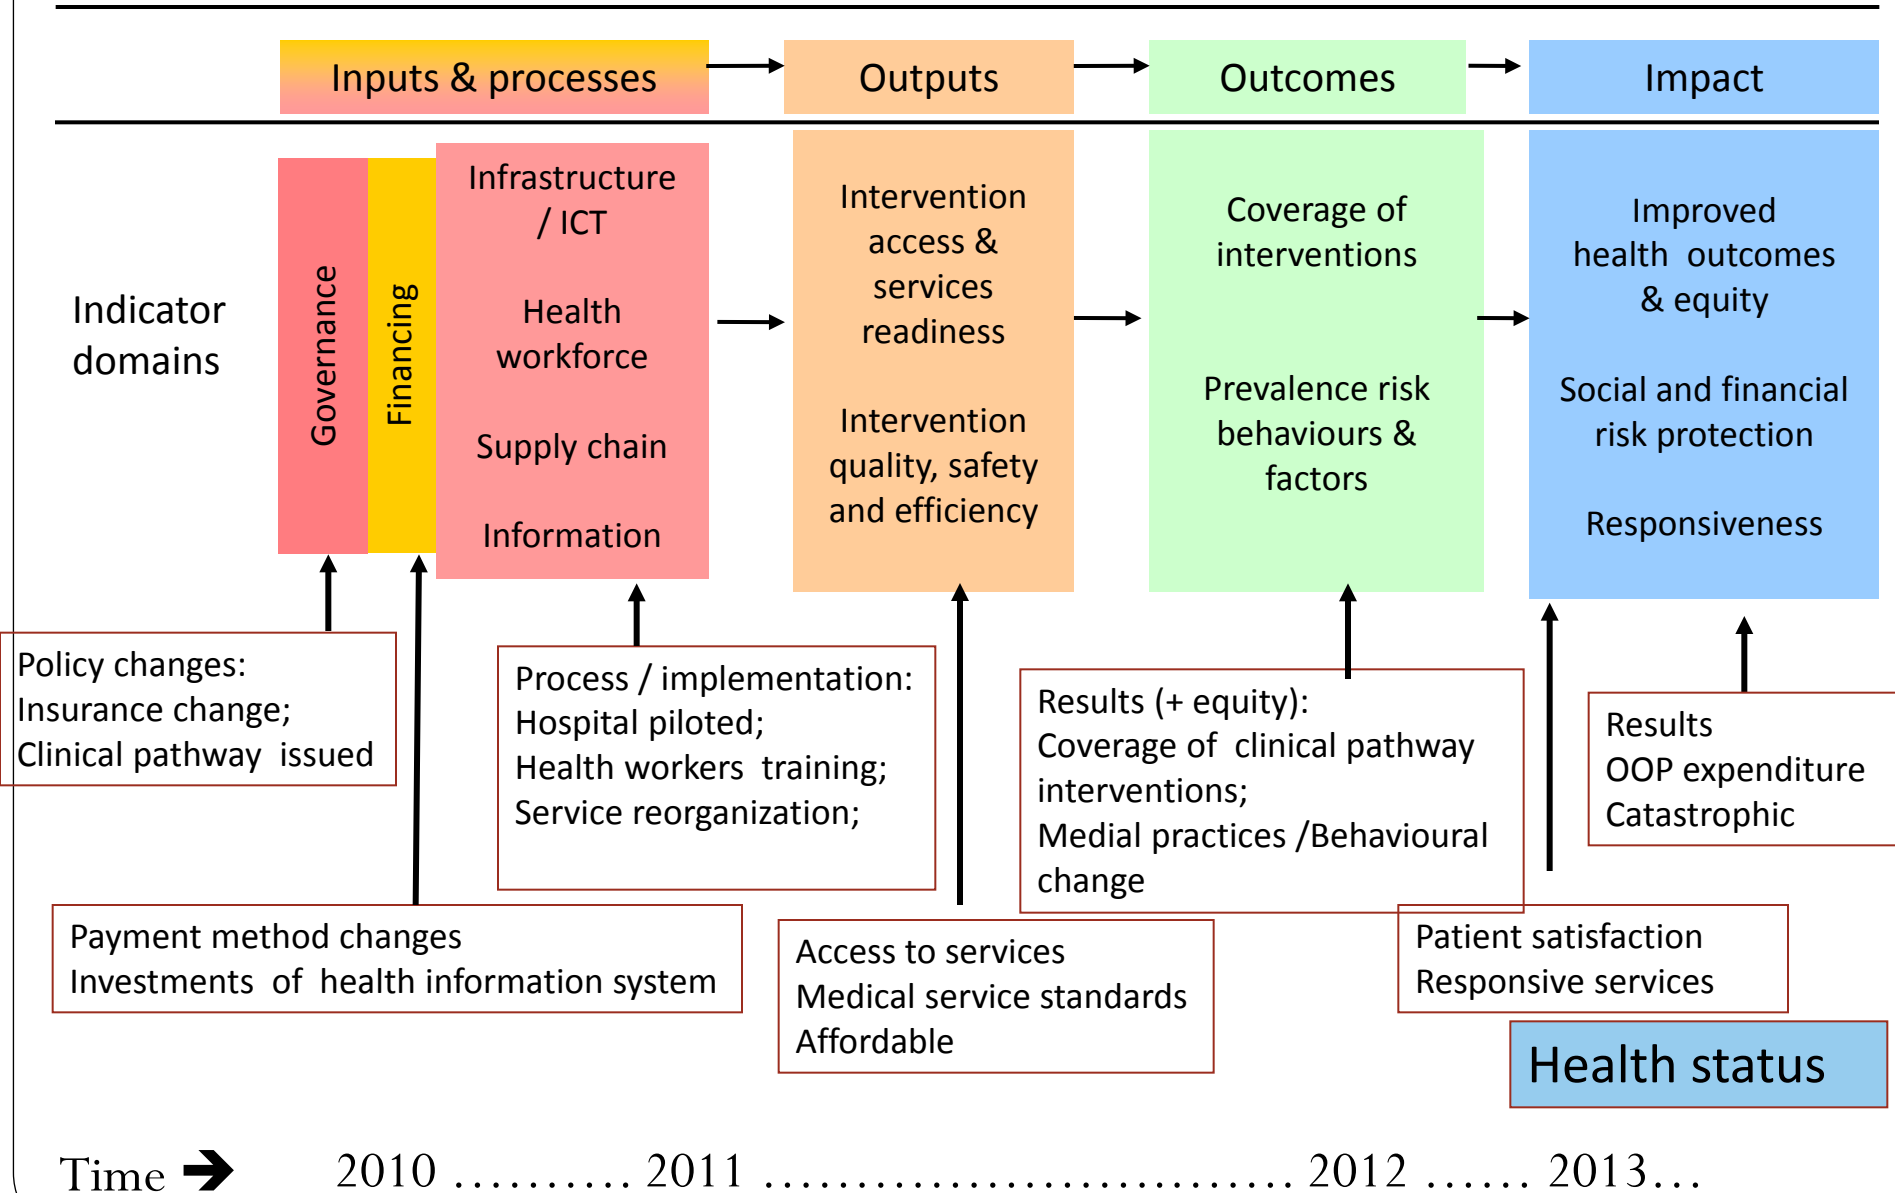 Inputs & processes
Outputs
Outcomes
Impact
Indicator
domains
Governance
Financing
Infrastructure
/ ICT
Health
workforce
Supply chain
Information
Intervention
access &
services
readiness
Intervention
quality, safety
and efficiency
Coverage of
interventions
Prevalence risk
behaviours &
factors
Improved
health outcomes
& equity
Social and financial
risk protection
Responsiveness
Policy changes:
Insurance change;
Clinical pathway issued
Process / implementation:
Hospital piloted;
Health workers training;
Service reorganization;
Results (+ equity):
Coverage of clinical pathway
interventions;
Medial practices /Behavioural
change
Results
OOP expenditure
Catastrophic
Payment method changes
Investments of health information system
Access to services
Medical service standards
Affordable
Patient satisfaction
Responsive services
Health status
Time ➔ 2010 .......... 2011 ............................. 2012 ...... 2013...